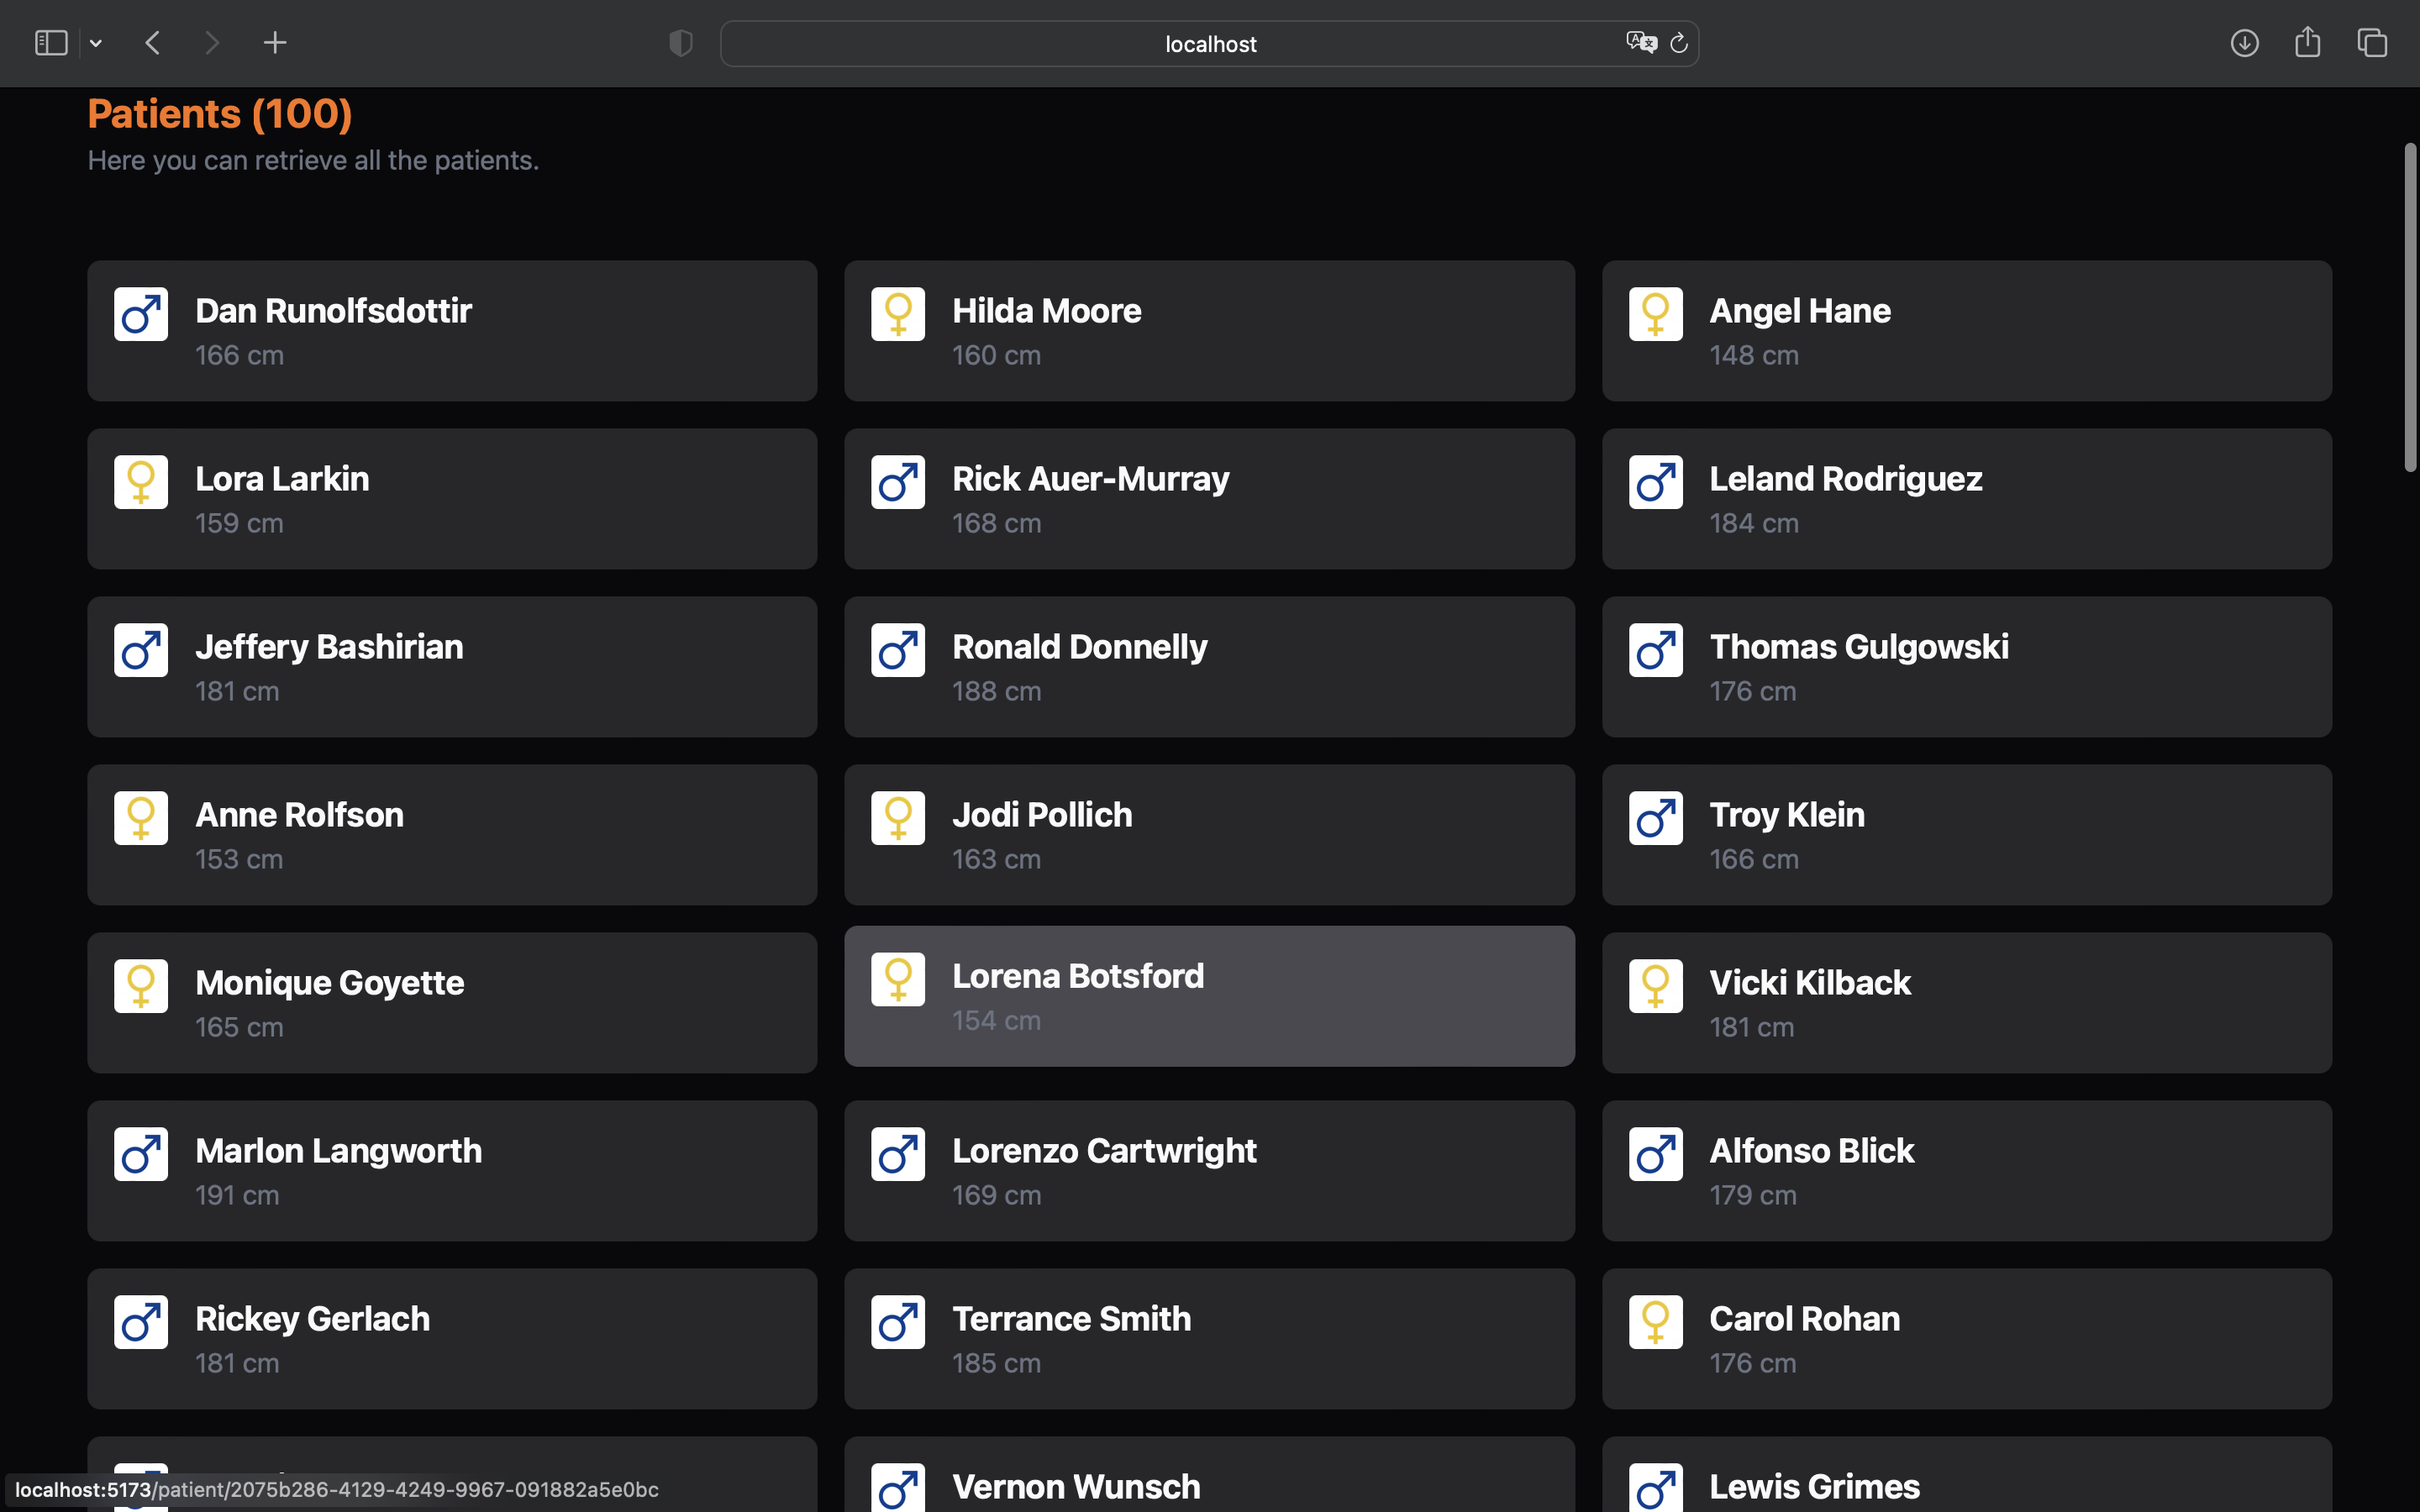 localhost
Patients (100)
Here you can retrieve all the patients.
Dan Runolfsdottir
166 cm
Hilda Moore
160 cm
Angel Hane
148 cm
Lora Larkin
159 cm
Rick Auer-Murray
168 cm
Leland Rodriguez
184 cm
Jeffery Bashirian
181 cm
Ronald Donnelly
188 cm
Thomas Gulgowski
176 cm
Anne Rolfson
153 cm
Jodi Pollich
163 cm
Troy Klein
166 cm
Monique Goyette
165 cm
Lorena Botsford
154 cm
Vicki Kilback
181 cm
Marlon Langworth
191 cm
Lorenzo Cartwright
169 cm
Alfonso Blick
179 cm
Rickey Gerlach
181 cm
Terrance Smith
185 cm
Carol Rohan
176 cm
Vernon Wunsch
Lewis Grimes
localhost:5173/patient/2075b286-4129-4249-9967-091882a5e0bc